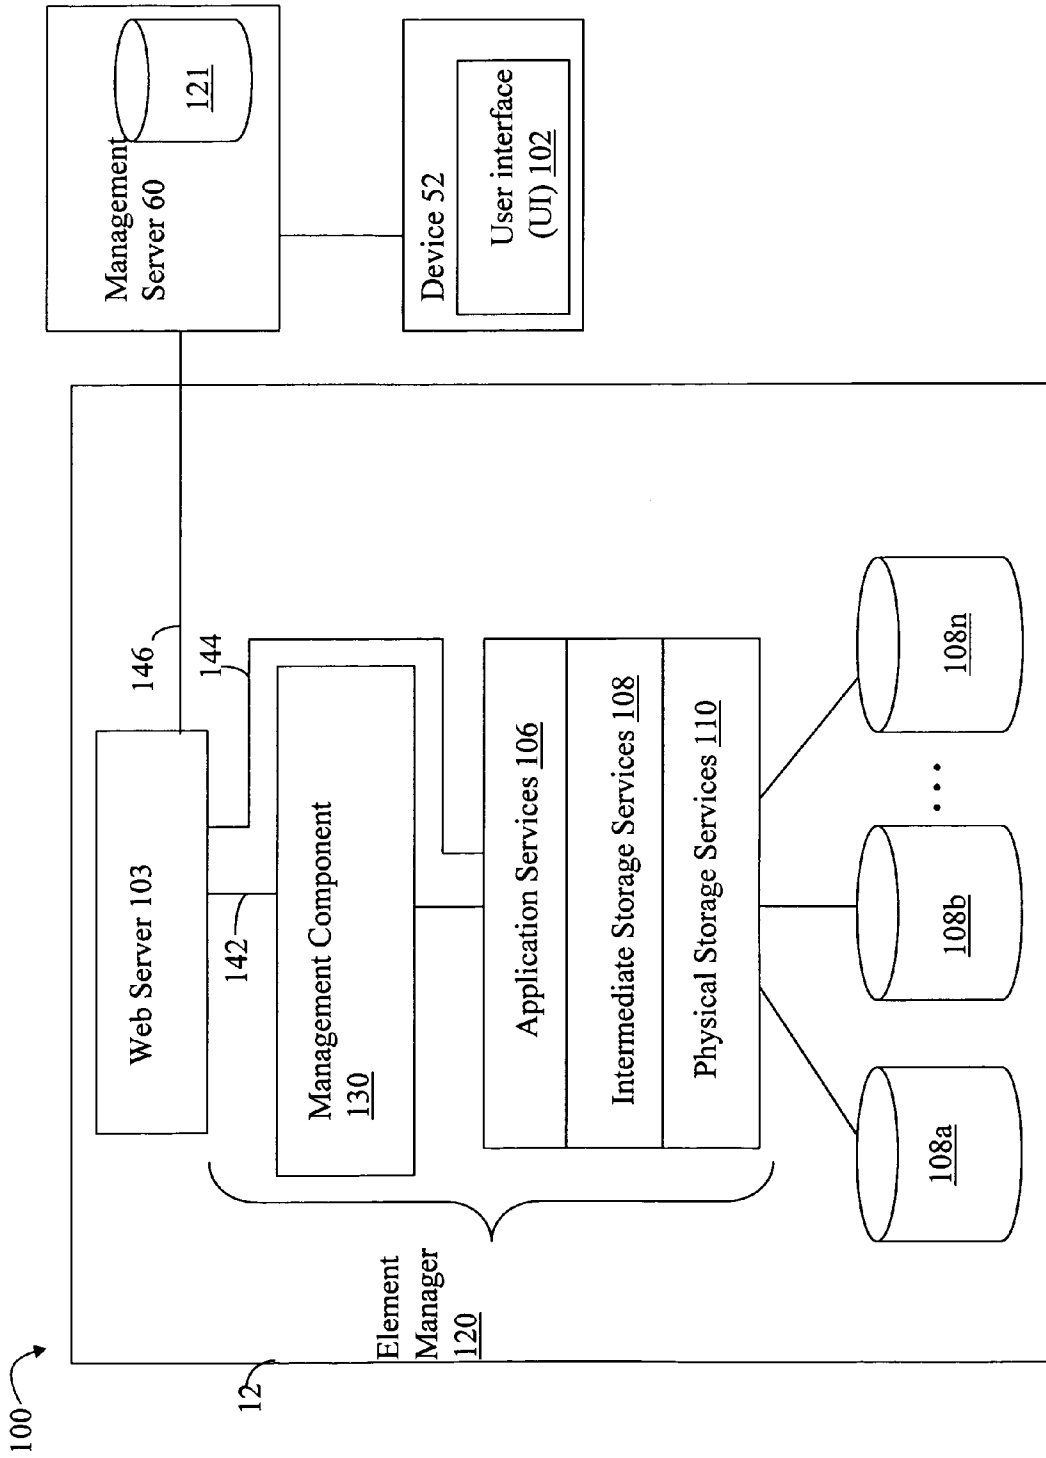 100
12
Web Server 103
146
144
142
Management Component
130
Element
Manager
120
Application Services 106
Intermediate Storage Services 108
Physical Storage Services 110
108a
108b
...
108n
Management
Server 60
121
Device 52
User interface
(UI) 102